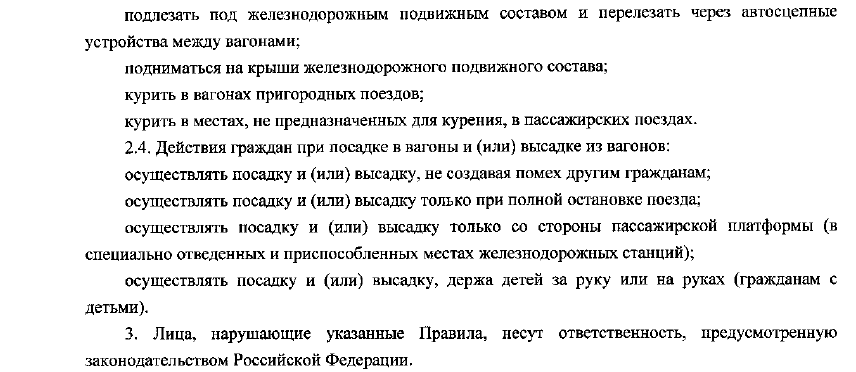 подлезать под железнодорожным подвижным составом и перелезать через автосцепные
устройства между вагонами;
подниматься на крыши железнодорожного подвижного состава;
курить в вагонах пригородных поездов;
курить в местах, не предназначенных для курения, в пассажирских поездах.
2.4. Действия граждан при посадке в вагоны и (или) высадке из вагонов:
осуществлять посадку и (или) высадку, не создавая помех другим гражданам;
осуществлять посадку и (или) высадку только при полной остановке поезда;
осуществлять посадку и (или) высадку только со стороны пассажирской платформы (в
специально отведенных и приспособленных местах железнодорожных станций);
осуществлять посадку и (или) высадку, держа детей за руку или на руках (гражданам с
детьми).
3. Лица, нарушающие указанные Правила, несут ответственность, предусмотренную
законодательством Российской Федерации.